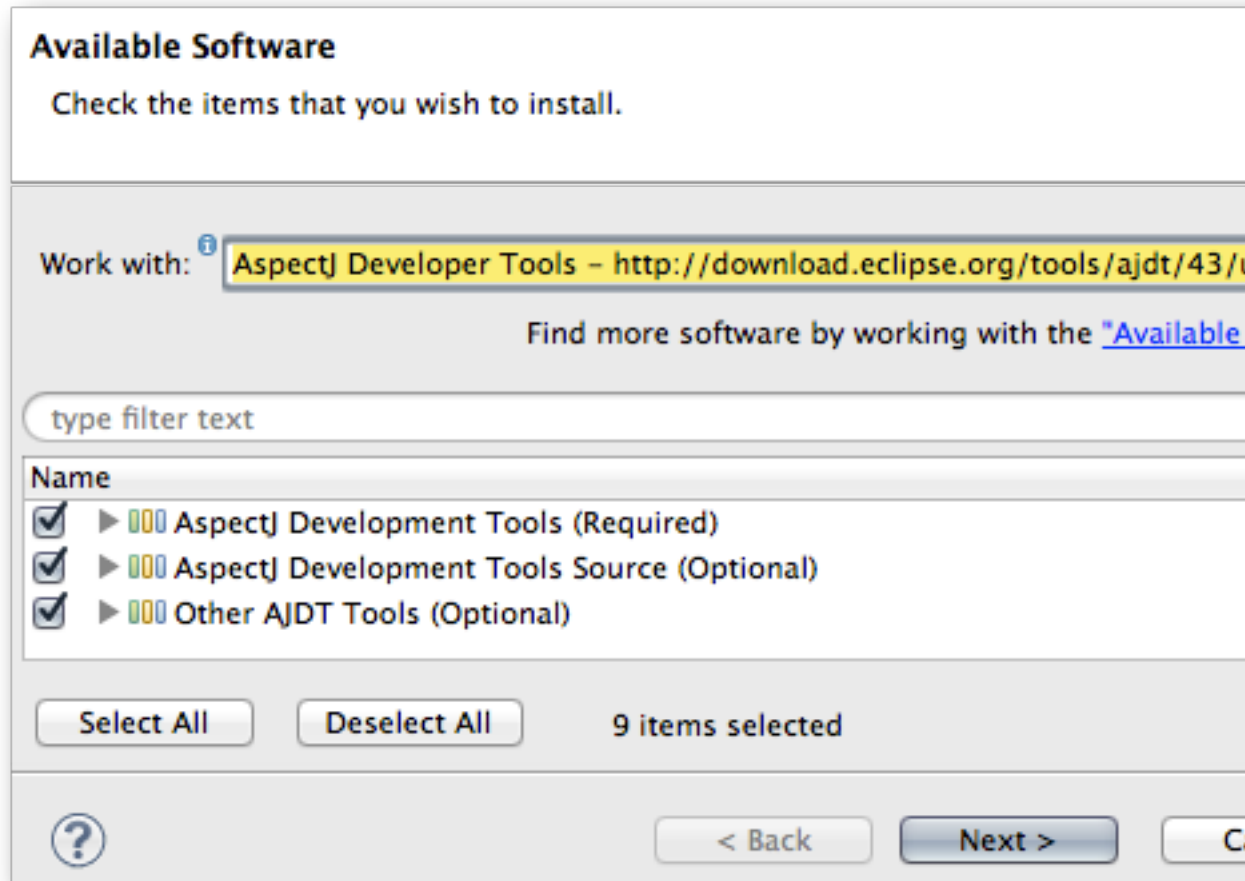 Available Software
Check the items that you wish to install.
Work with: AspectJ Developer Tools – http://download.eclipse.org/tools/ajdt/43/u
Find more software by working with the "Available
type filter text
Name
AspectJ Development Tools (Required)
AspectJ Development Tools Source (Optional)
Other AJDT Tools (Optional)
Select All Deselect All 9 items selected
? < Back Next > Ca